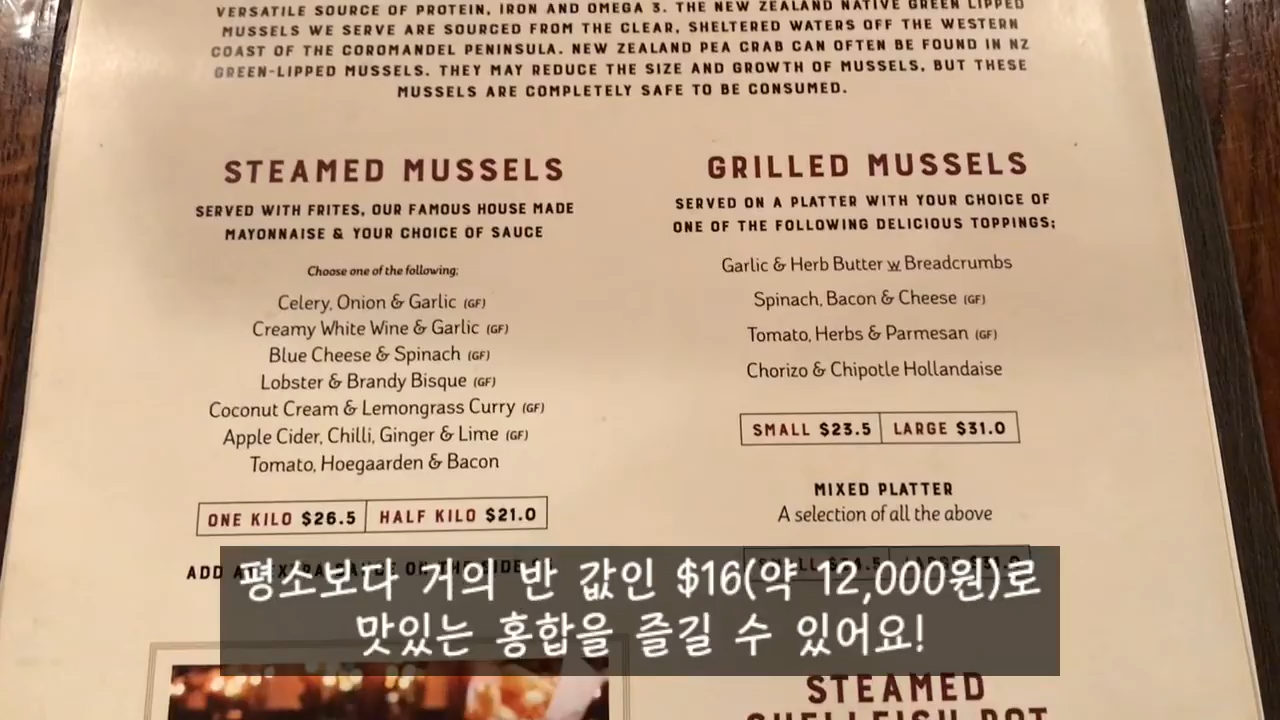 VERSATILE SOURCE OF PROTEIN, IRON AND OMEGA 3. THE NEW ZEALAND NATIVE GREEN LIPPED
MUSSELS WE SERVE ARE SOURCED FROM THE CLEAR, SHELTERED WATERS OFF THE WESTERN
COAST OF THE COROMANDEL PENINSULA. NEW ZEALAND PEA CRAB CAN OFTEN BE FOUND IN NZ
GREEN-LIPPED MUSSELS. THEY MAY REDUCE THE SIZE AND GROWTH OF MUSSELS, BUT THESE
MUSSELS ARE COMPLETELY SAFE TO BE CONSUMED.
STEAMED MUSSELS
SERVED WITH FRITES, OUR FAMOUS HOUSE MADE
MAYONNAISE & YOUR CHOICE OF SAUCE
Choose one of the following;
Celery, Onion & Garlic (GF)
Creamy White Wine & Garlic (GF)
Blue Cheese & Spinach (GF)
Lobster & Brandy Bisque (GF)
Coconut Cream & Lemongrass Curry (GF)
Apple Cider, Chilli, Ginger & Lime (GF)
Tomato, Hoegaarden & Bacon
ONE KILO $26.5 HALF KILO $21.0
ADD AN EXTRA SAUCE ON THE SIDE
GRILLED MUSSELS
SERVED ON A PLATTER WITH YOUR CHOICE OF
ONE OF THE FOLLOWING DELICIOUS TOPPINGS;
Garlic & Herb Butter w Breadcrumbs
Spinach, Bacon & Cheese (GF)
Tomato, Herbs & Parmesan (GF)
Chorizo & Chipotle Hollandaise
SMALL $23.5 LARGE $31.0
MIXED PLATTER
A selection of all the above
STEAMED
평소보다 거의 반 값인 $16(약 12,000원)로
맛있는 홍합을 즐길 수 있어요!